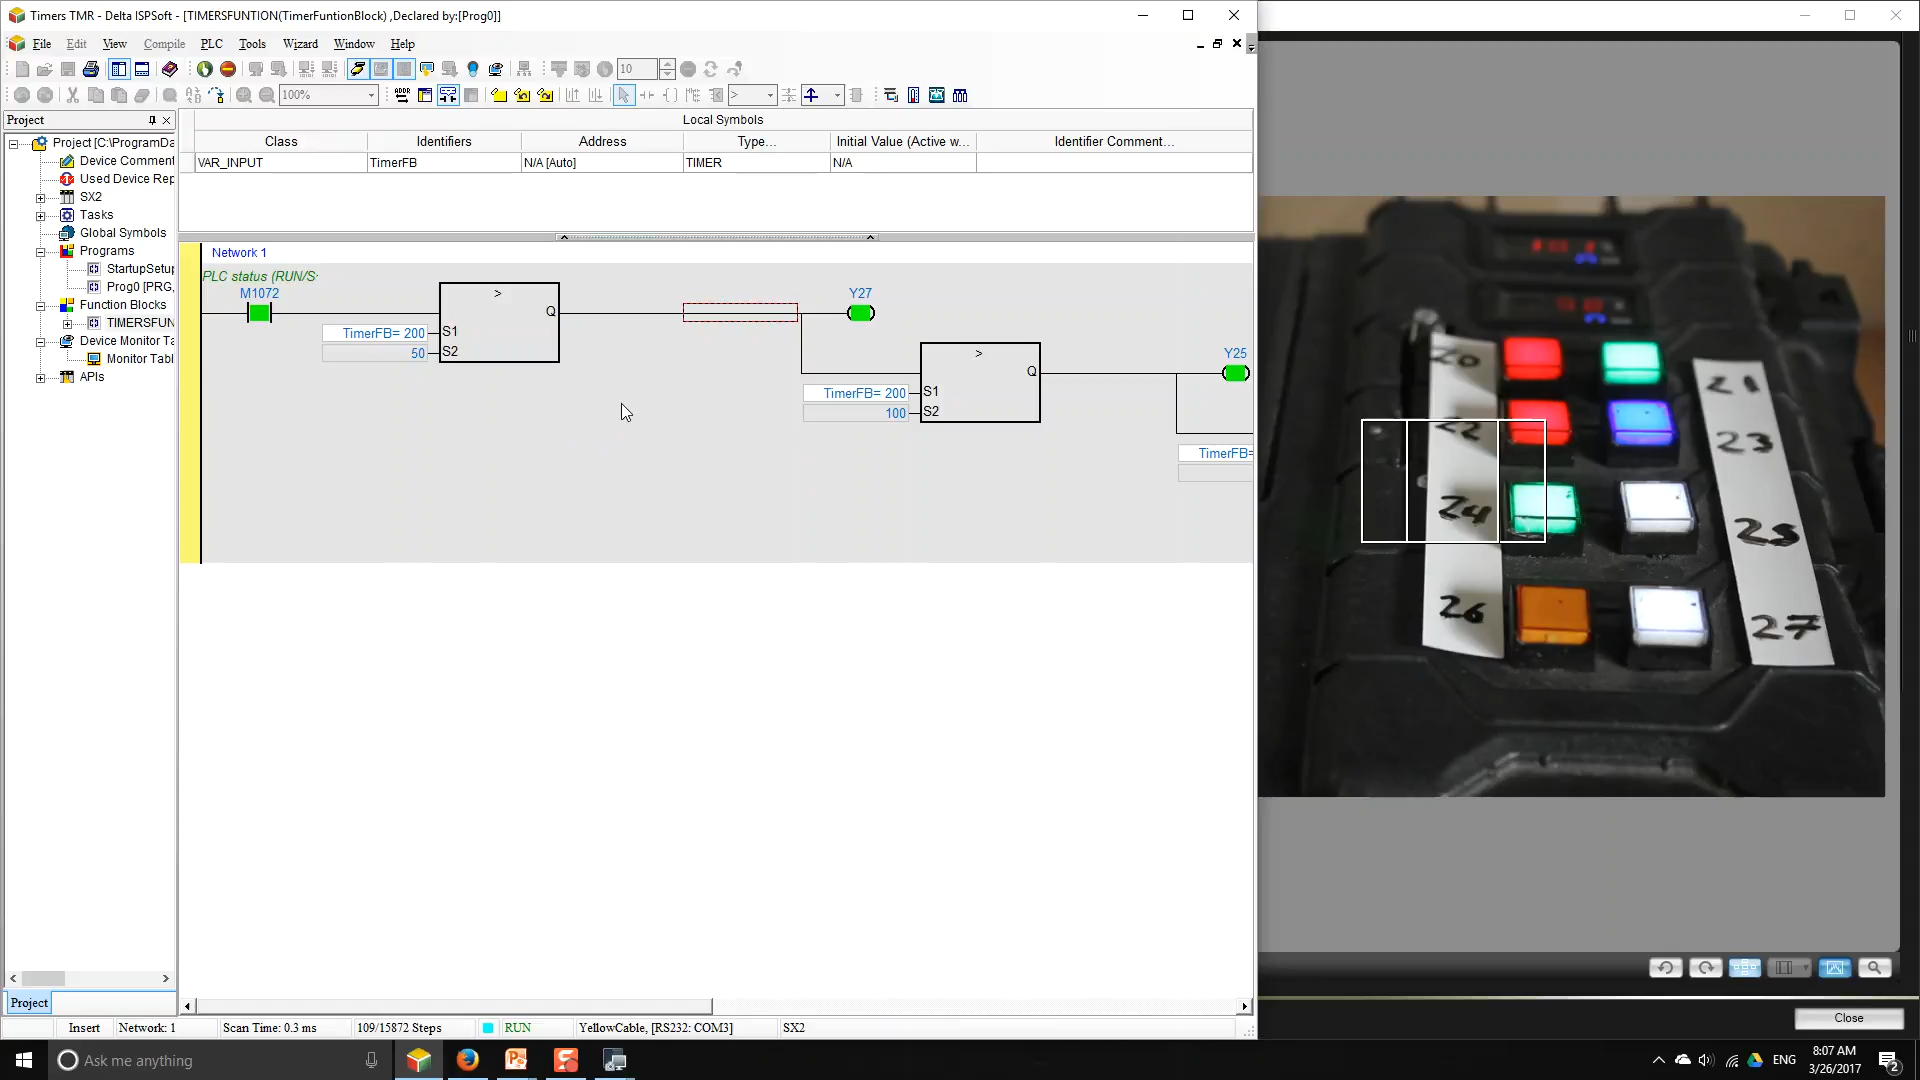 Timers TMR - Delta ISPSoft - [TIMERSFUNTION(TimerFuntionBlock) ,Declared by:[Prog0]]
File Edit View Compile PLC Tools Wizard Window Help
10
100%
>
Project
Project [C:\ProgramDa
Device Comment
Used Device Rep
SX2
Tasks
Global Symbols
Programs
StartupSetup
Prog0 [PRG,
Function Blocks
TIMERSFUN
Device Monitor Ta
Monitor Tabl
APIs
Project
Local Symbols
Class Identifiers Address Type... Initial Value (Active w... Identifier Comment...
VAR_INPUT TimerFB N/A [Auto] TIMER N/A
Network 1
PLC status (RUN/S
M1072
>
Q
TimerFB= 200 S1
50 S2
Y27
>
Q
TimerFB= 200 S1
100 S2
Y25
TimerFB=
Insert Network: 1 Scan Time: 0.3 ms 109/15872 Steps RUN YellowCable, [RS232: COM3] SX2
20 21
22 23
24 25
26 27
Close
Ask me anything
ENG
8:07 AM
3/26/2017
2